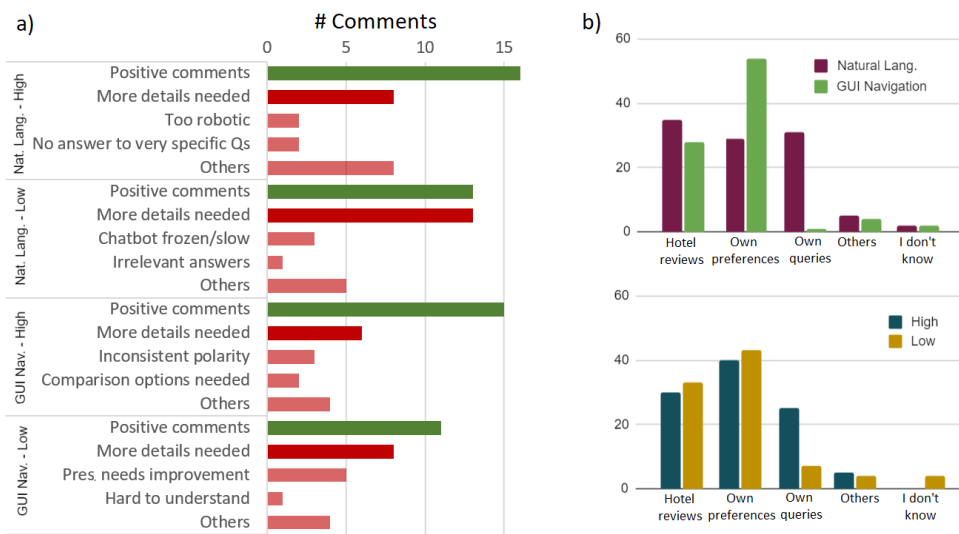 a)
# Comments
0 5 10 15
Nat. Lang. - High
Positive comments
More details needed
Too robotic
No answer to very specific Qs
Others
Nat. Lang. - Low
Positive comments
More details needed
Chatbot frozen/slow
Irrelevant answers
Others
GUI Nav. - High
Positive comments
More details needed
Inconsistent polarity
Comparison options needed
Others
GUI Nav. - Low
Positive comments
More details needed
Pres. needs improvement
Hard to understand
Others
b)
60
40
20
0
Natural Lang.
GUI Navigation
Hotel reviews
Own preferences
Own queries
Others
I don't know
60
40
20
0
High
Low
Hotel reviews
Own preferences
Own queries
Others
I don't know